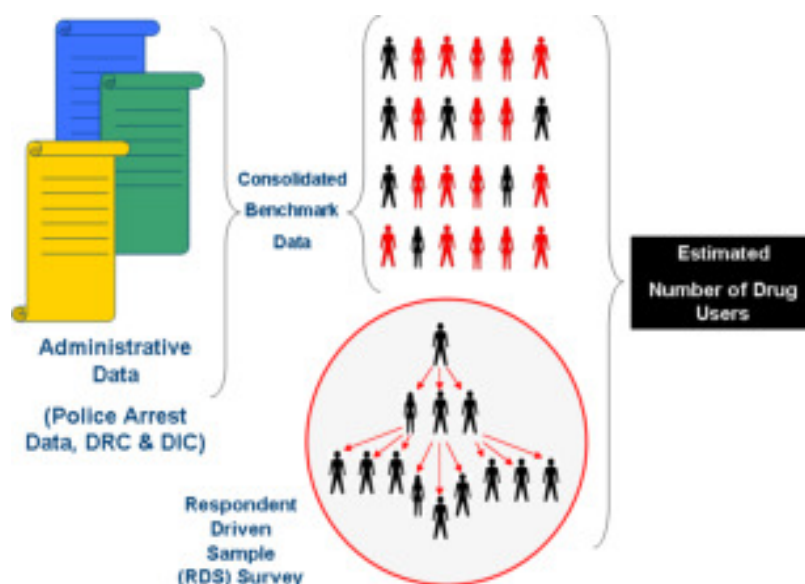 Consolidated
Benchmark
Data
Estimated
Number of Drug
Users
Administrative
Data
(Police Arrest
Data, DRC & DIC)
Respondent
Driven
Sample
(RDS) Survey